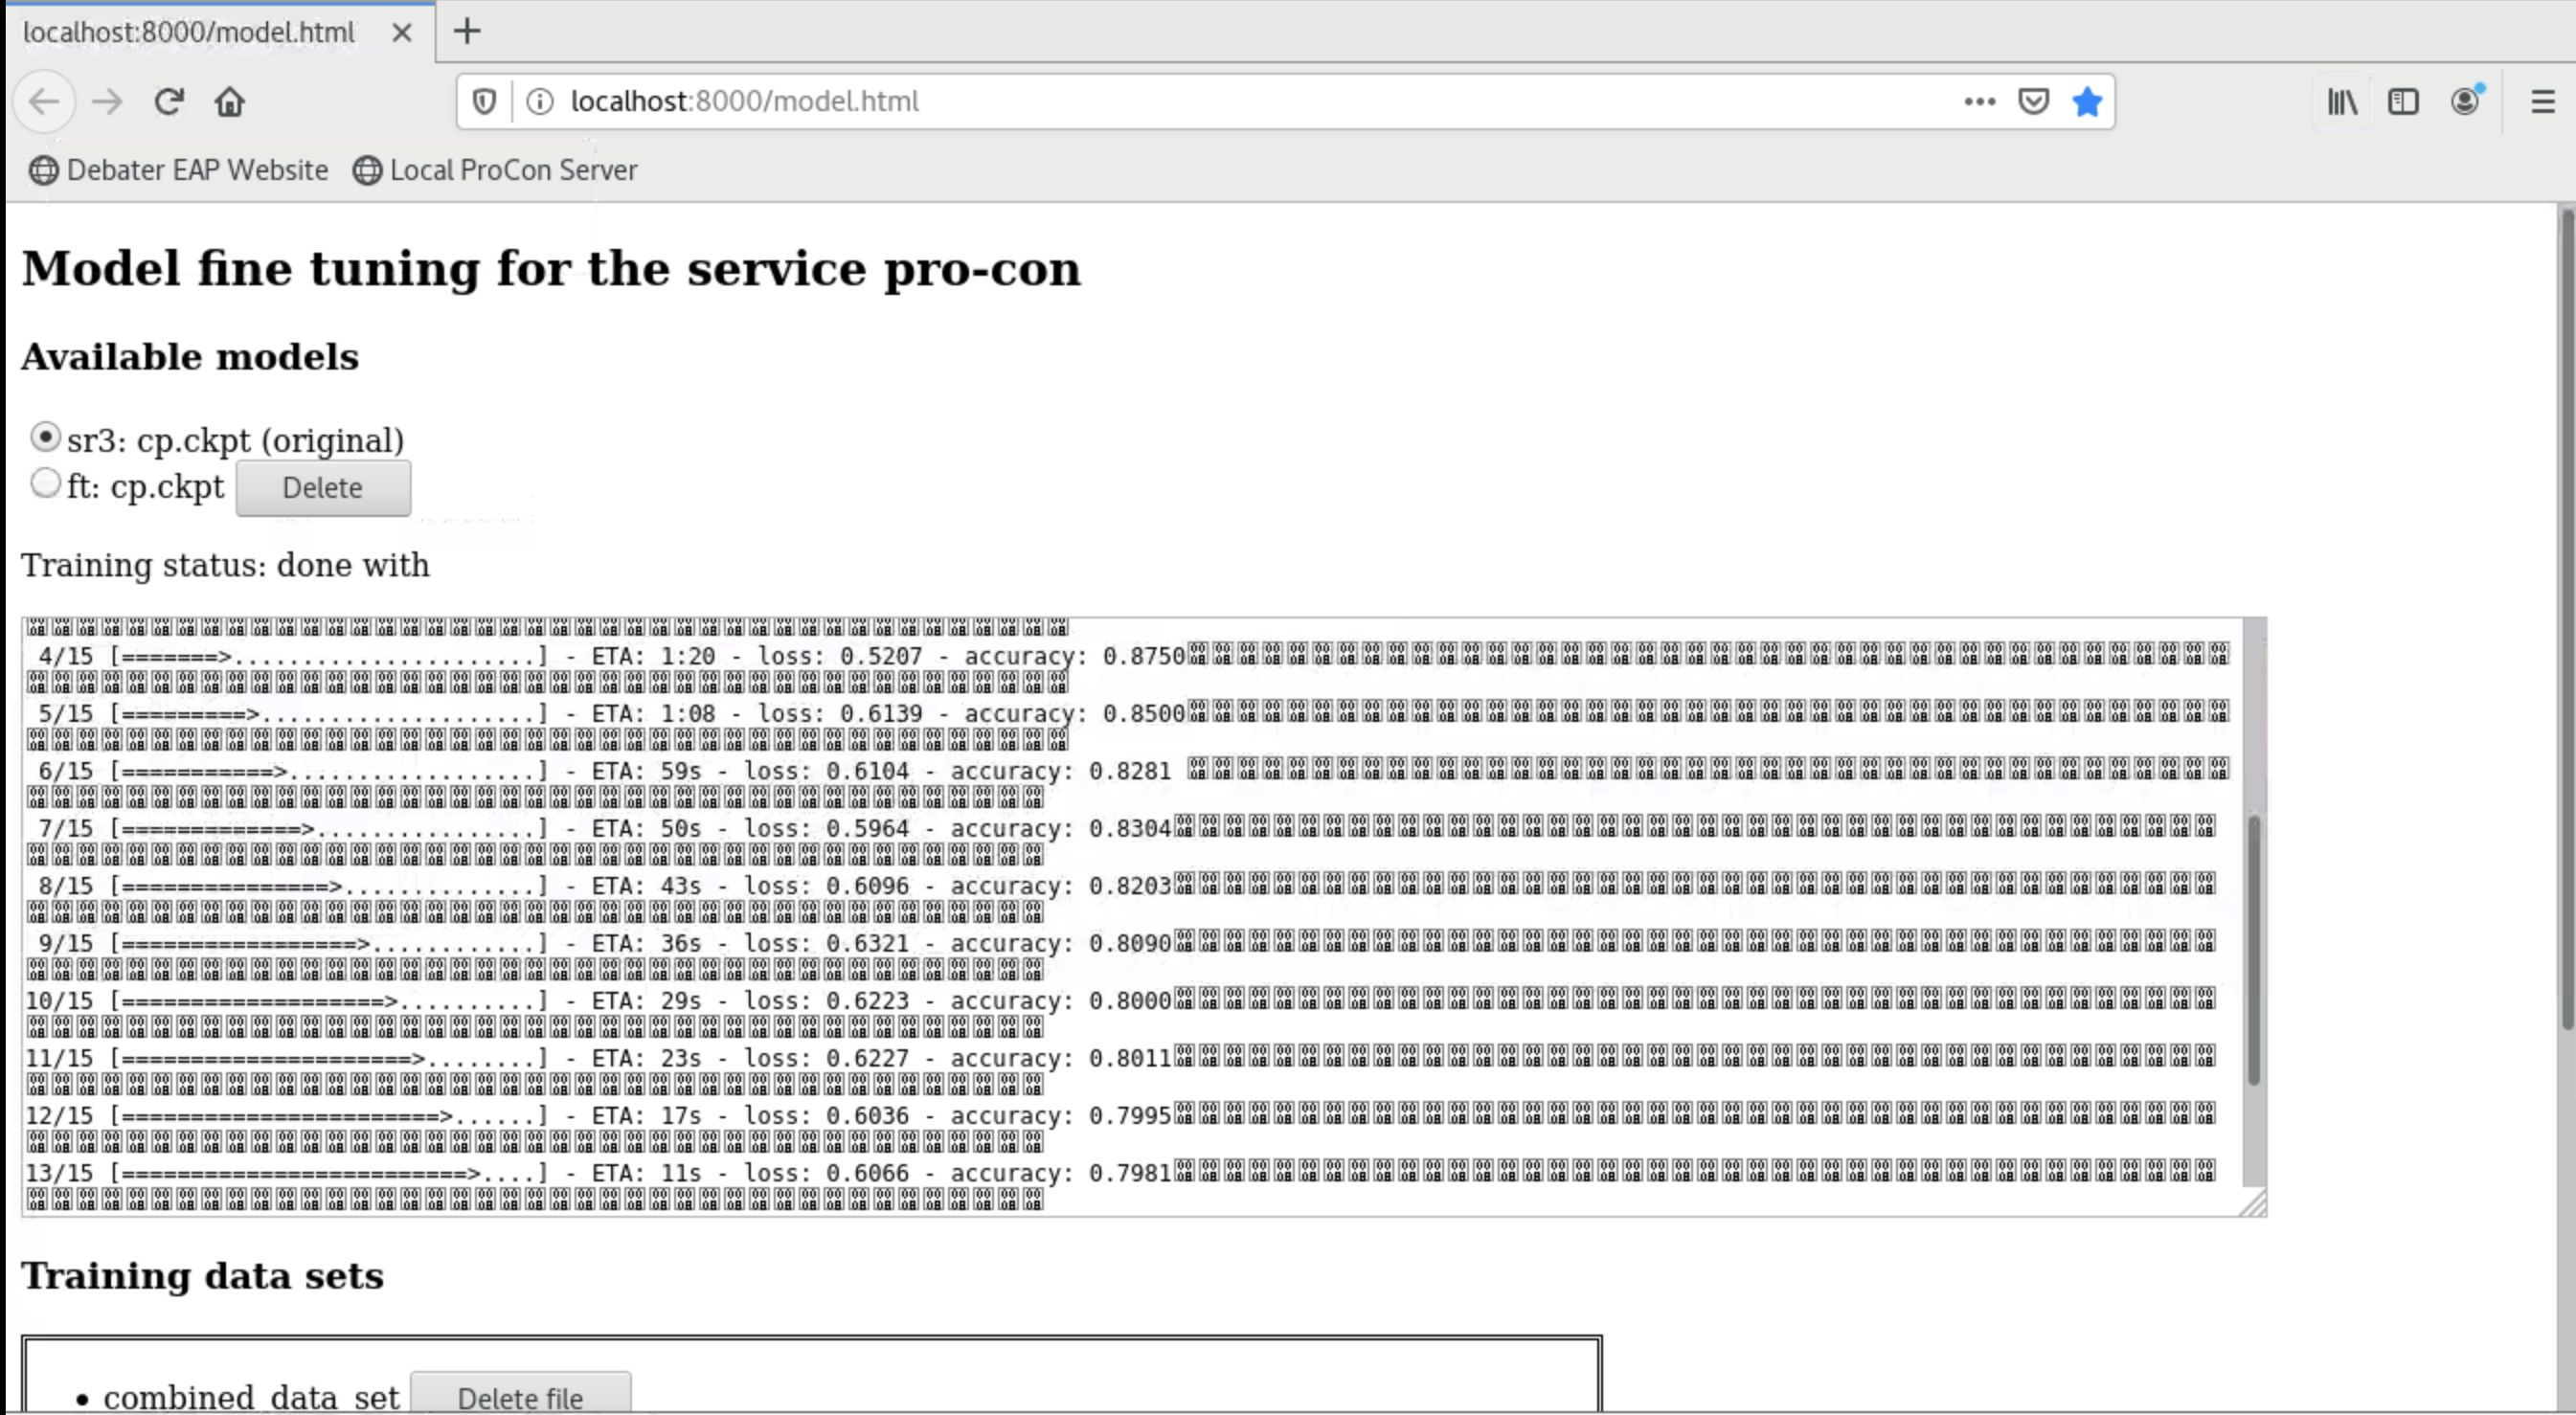 localhost:8000/model.html
localhost:8000/model.html
Debater EAP Website Local ProCon Server
Model fine tuning for the service pro-con
Available models
sr3: cp.ckpt (original)
ft: cp.ckpt Delete
Training status: done with
4/15 [=======>......................] - ETA: 1:20 - loss: 0.5207 - accuracy: 0.8750
5/15 [=========>....................] - ETA: 1:08 - loss: 0.6139 - accuracy: 0.8500
6/15 [===========>..................] - ETA: 59s - loss: 0.6104 - accuracy: 0.8281
7/15 [=============>................] - ETA: 50s - loss: 0.5964 - accuracy: 0.8304
8/15 [===============>..............] - ETA: 43s - loss: 0.6096 - accuracy: 0.8203
9/15 [=================>............] - ETA: 36s - loss: 0.6321 - accuracy: 0.8090
10/15 [===================>..........] - ETA: 29s - loss: 0.6223 - accuracy: 0.8000
11/15 [=====================>........] - ETA: 23s - loss: 0.6227 - accuracy: 0.8011
12/15 [=======================>......] - ETA: 17s - loss: 0.6036 - accuracy: 0.7995
13/15 [=========================>....] - ETA: 11s - loss: 0.6066 - accuracy: 0.7981
Training data sets
• combined data set Delete file